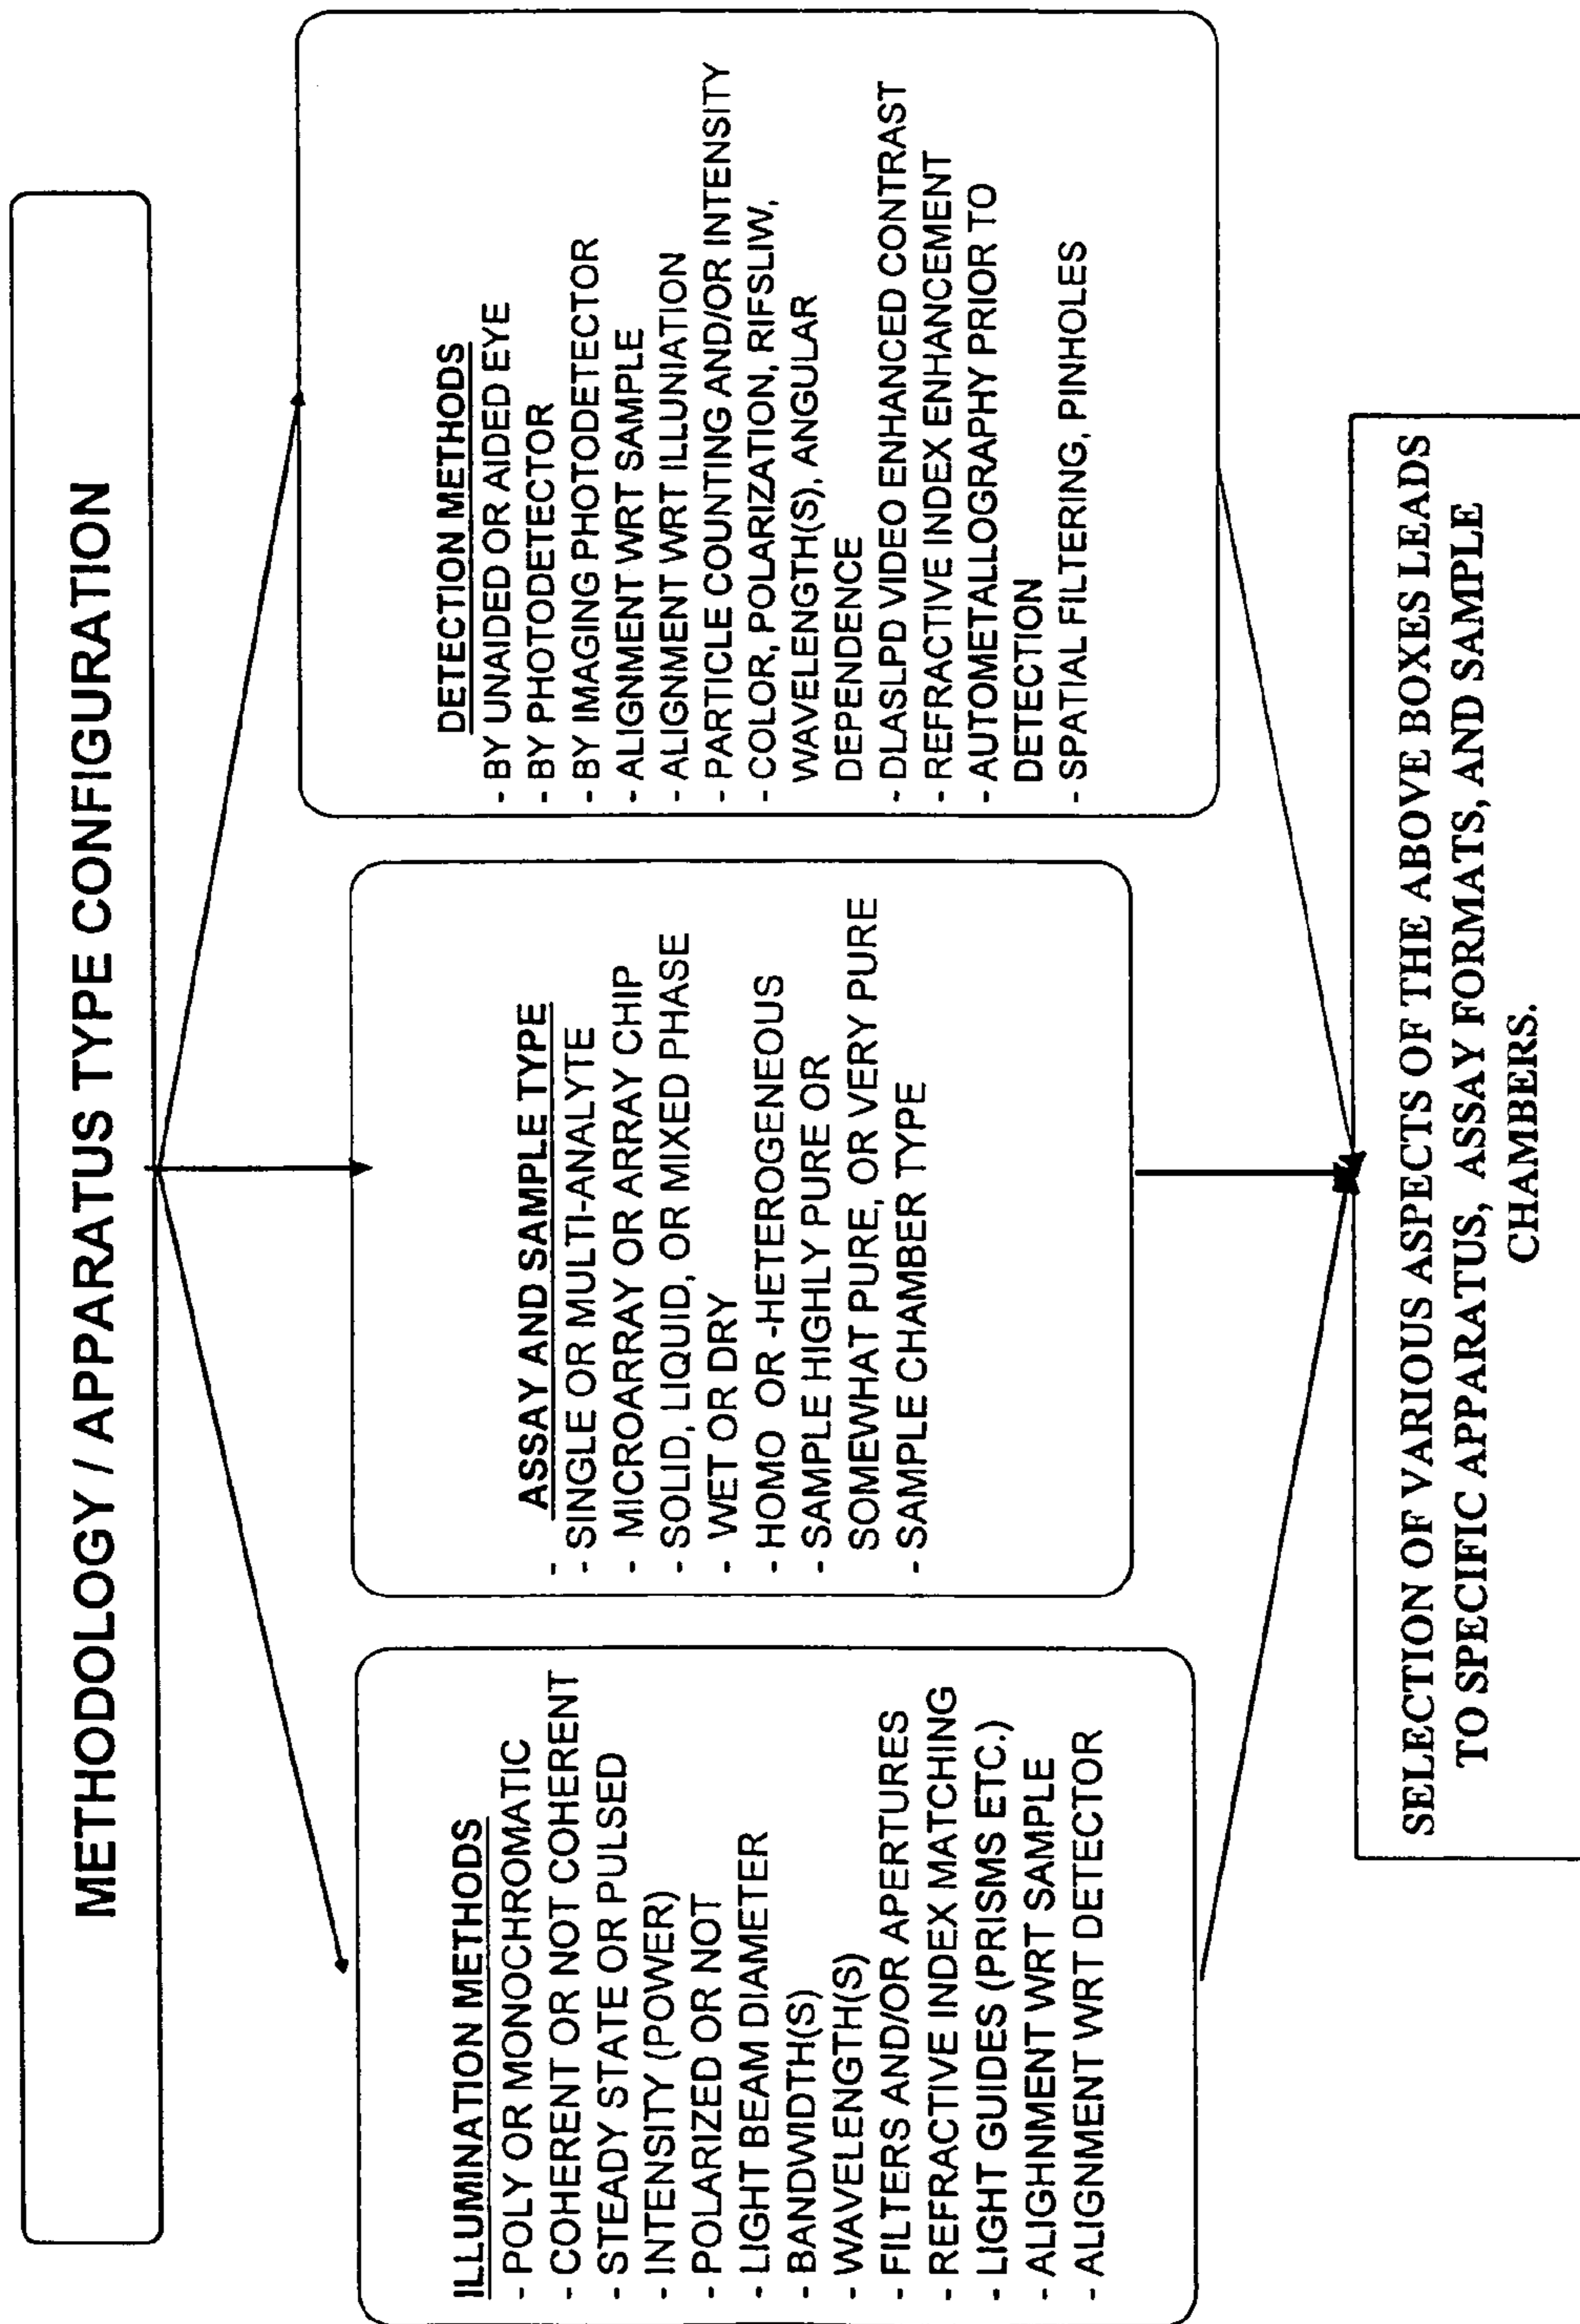 METHODOLOGY / APPARATUS TYPE CONFIGURATION
ILLUMINATION METHODS
- POLY OR MONOCHROMATIC
- COHERENT OR NOT COHERENT
- STEADY STATE OR PULSED
- INTENSITY (POWER)
- POLARIZED OR NOT
- LIGHT BEAM DIAMETER
- BANDWIDTH(S)
- WAVELENGTH(S)
- FILTERS AND/OR APERTURES
- REFRACTIVE INDEX MATCHING
- LIGHT GUIDES (PRISMS ETC.)
- ALIGHNMENT WRT SAMPLE
- ALIGNMENT WRT DETECTOR
- ASSAY AND SAMPLE TYPE
- SINGLE OR MULTI-ANALYTE
- MICROARRAY OR ARRAY CHIP
- SOLID, LIQUID, OR MIXED PHASE
- WET OR DRY
- HOMO OR -HETEROGENEOUS
- SAMPLE HIGHLY PURE OR
SOMEWHAT PURE, OR VERY PURE
- SAMPLE CHAMBER TYPE
DETECTION METHODS
- BY UNAIDED OR AIDED EYE
- BY PHOTODETECTOR
- BY IMAGING PHOTODETECTOR
- ALIGNMENT WRT SAMPLE
- ALIGNMENT WRT ILLUNIATION
- PARTICLE COUNTING AND/OR INTENSITY
- COLOR, POLARIZATION, RIFSLIW,
WAVELENGTH(S), ANGULAR
DEPENDENCE
- DLASLPD VIDEO ENHANCED CONTRAST
- REFRACTIVE INDEX ENHANCEMENT
- AUTOMETALLOGRAPHY PRIOR TO
DETECTION
- SPATIAL FILTERING, PINHOLES
SELECTION OF VARIOUS ASPECTS OF THE ABOVE BOXES LEADS
TO SPECIFIC APPARATUS, ASSAY FORMATS, AND SAMPLE
CHAMBERS.